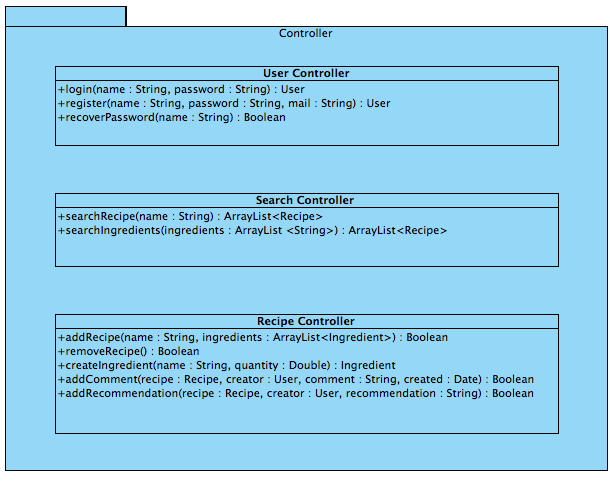 Controller
User Controller
+login(name : String, password : String) : User
+register(name : String, password : String, mail : String) : User
+recoverPassword(name : String) : Boolean
Search Controller
+searchRecipe(name : String) : ArrayList<Recipe>
+searchIngredients(ingredients : ArrayList <String>) : ArrayList<Recipe>
Recipe Controller
+addRecipe(name : String, ingredients : ArrayList<Ingredient>) : Boolean
+removeRecipe() : Boolean
+createIngredient(name : String, quantity : Double) : Ingredient
+addComment(recipe : Recipe, creator : User, comment : String, created : Date) : Boolean
+addRecommendation(recipe : Recipe, creator : User, recommendation : String) : Boolean